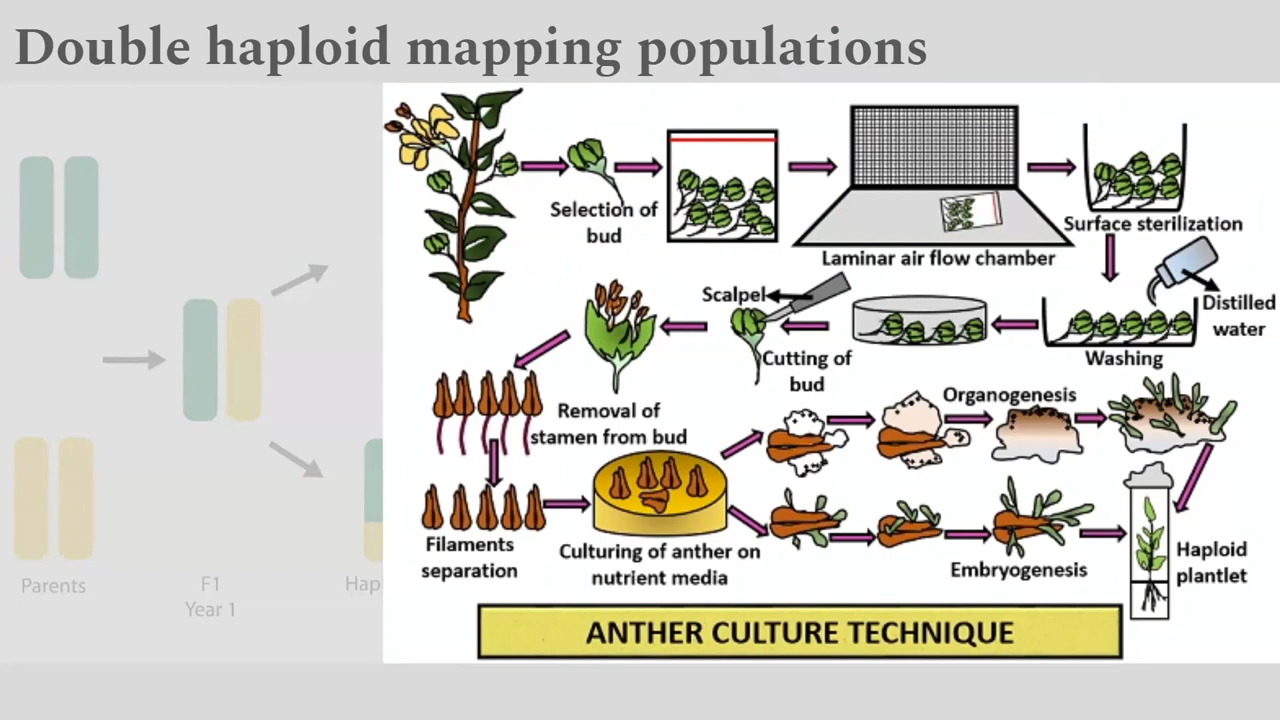 Double haploid mapping populations
Selection of
bud
Laminar air flow chamber
Surface sterilization
Scalpel
Cutting of
bud
Distilled
water
Washing
Removal of
stamen from bud
Organogenesis
Filaments
separation
Culturing of anther on
nutrient media
Embryogenesis
Haploid
plantlet
ANTHER CULTURE TECHNIQUE
Parents
F1
Year 1
Hap